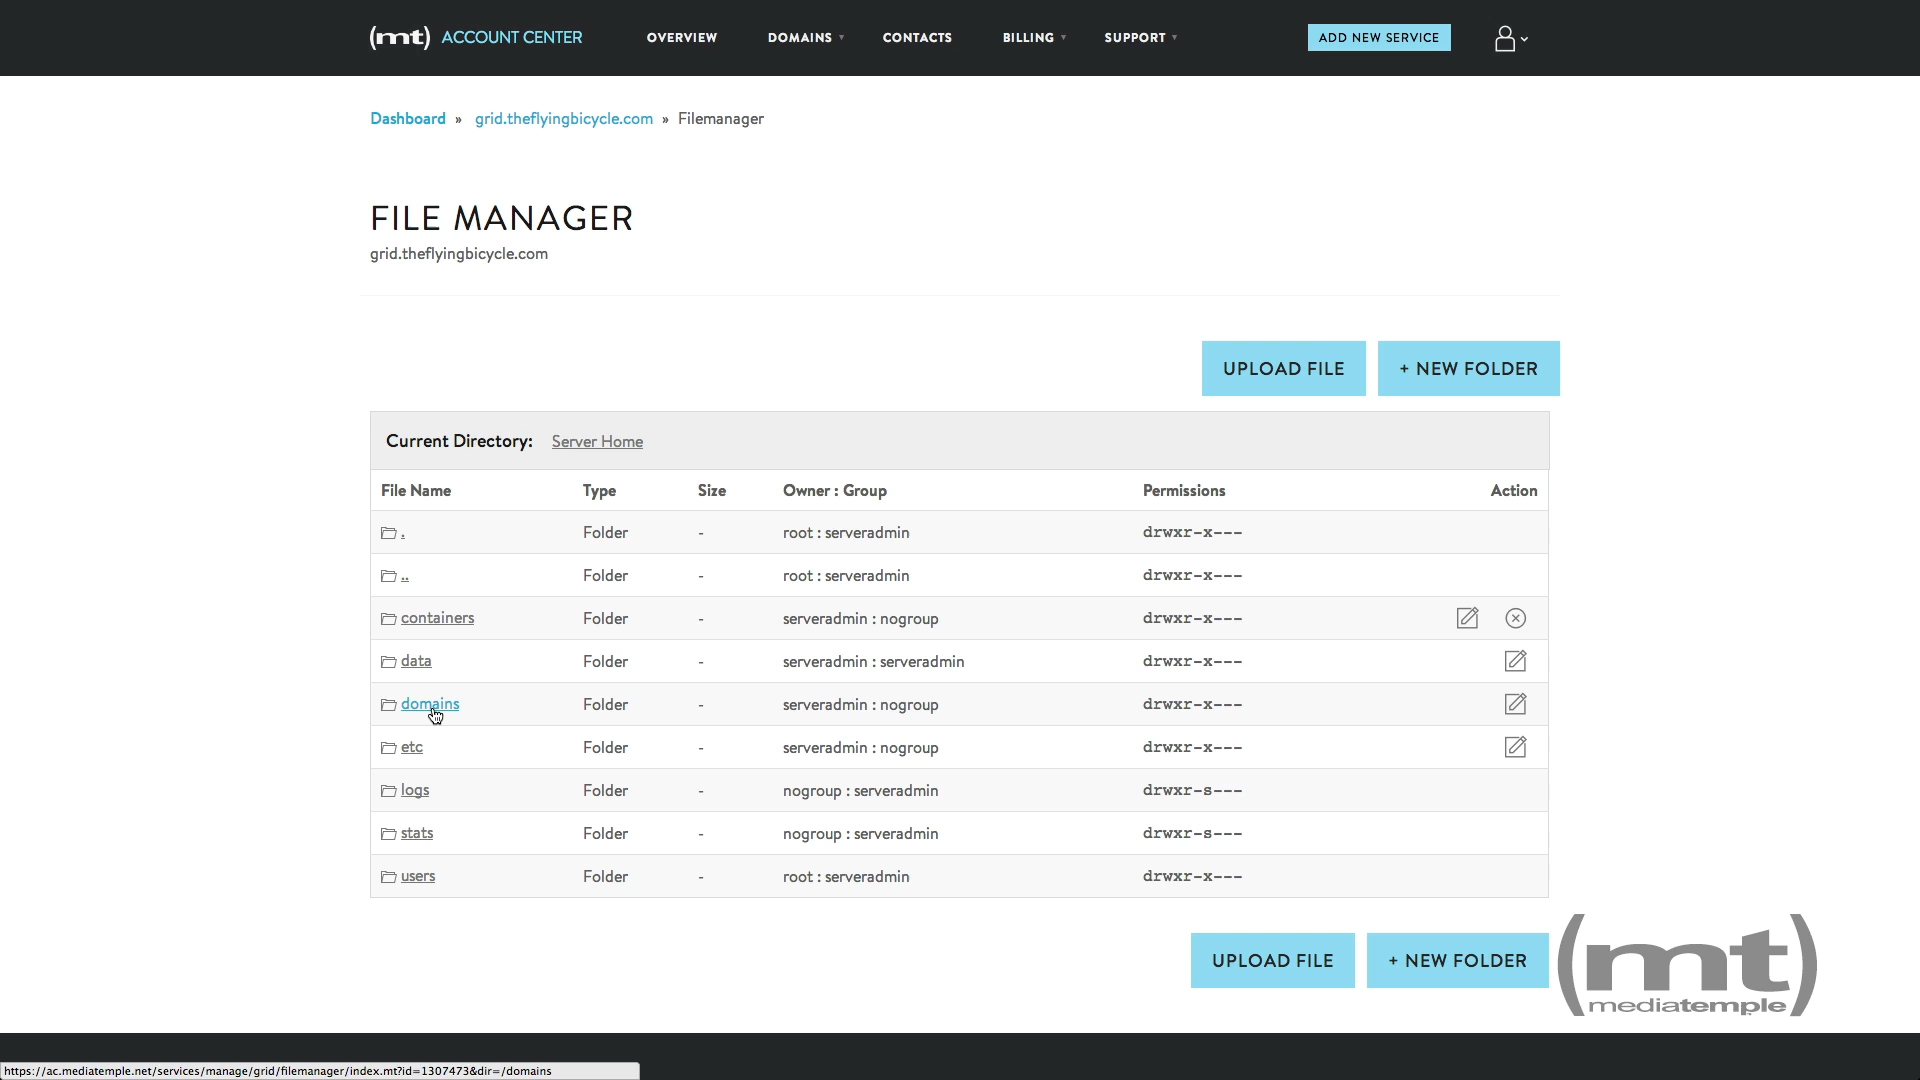 (mt) ACCOUNT CENTER OVERVIEW DOMAINS CONTACTS BILLING SUPPORT ADD NEW SERVICE
Dashboard » grid.theflyingbicycle.com » Filemanager
FILE MANAGER
grid.theflyingbicycle.com
UPLOAD FILE + NEW FOLDER
Current Directory: Server Home
File Name Type Size Owner : Group Permissions Action
. Folder - root : serveradmin drwxr-x---
.. Folder - root : serveradmin drwxr-x---
containers Folder - serveradmin : nogroup drwxr-x---
data Folder - serveradmin : serveradmin drwxr-x---
domains Folder - serveradmin : nogroup drwxr-x---
etc Folder - serveradmin : nogroup drwxr-x---
logs Folder - nogroup : serveradmin drwxr-s---
stats Folder - nogroup : serveradmin drwxr-s---
users Folder - root : serveradmin drwxr-x---
UPLOAD FILE + NEW FOLDER
(mt)
mediatemple
https://ac.mediatemple.net/services/manage/grid/filemanager/index.mt?id=1307473&dir=/domains